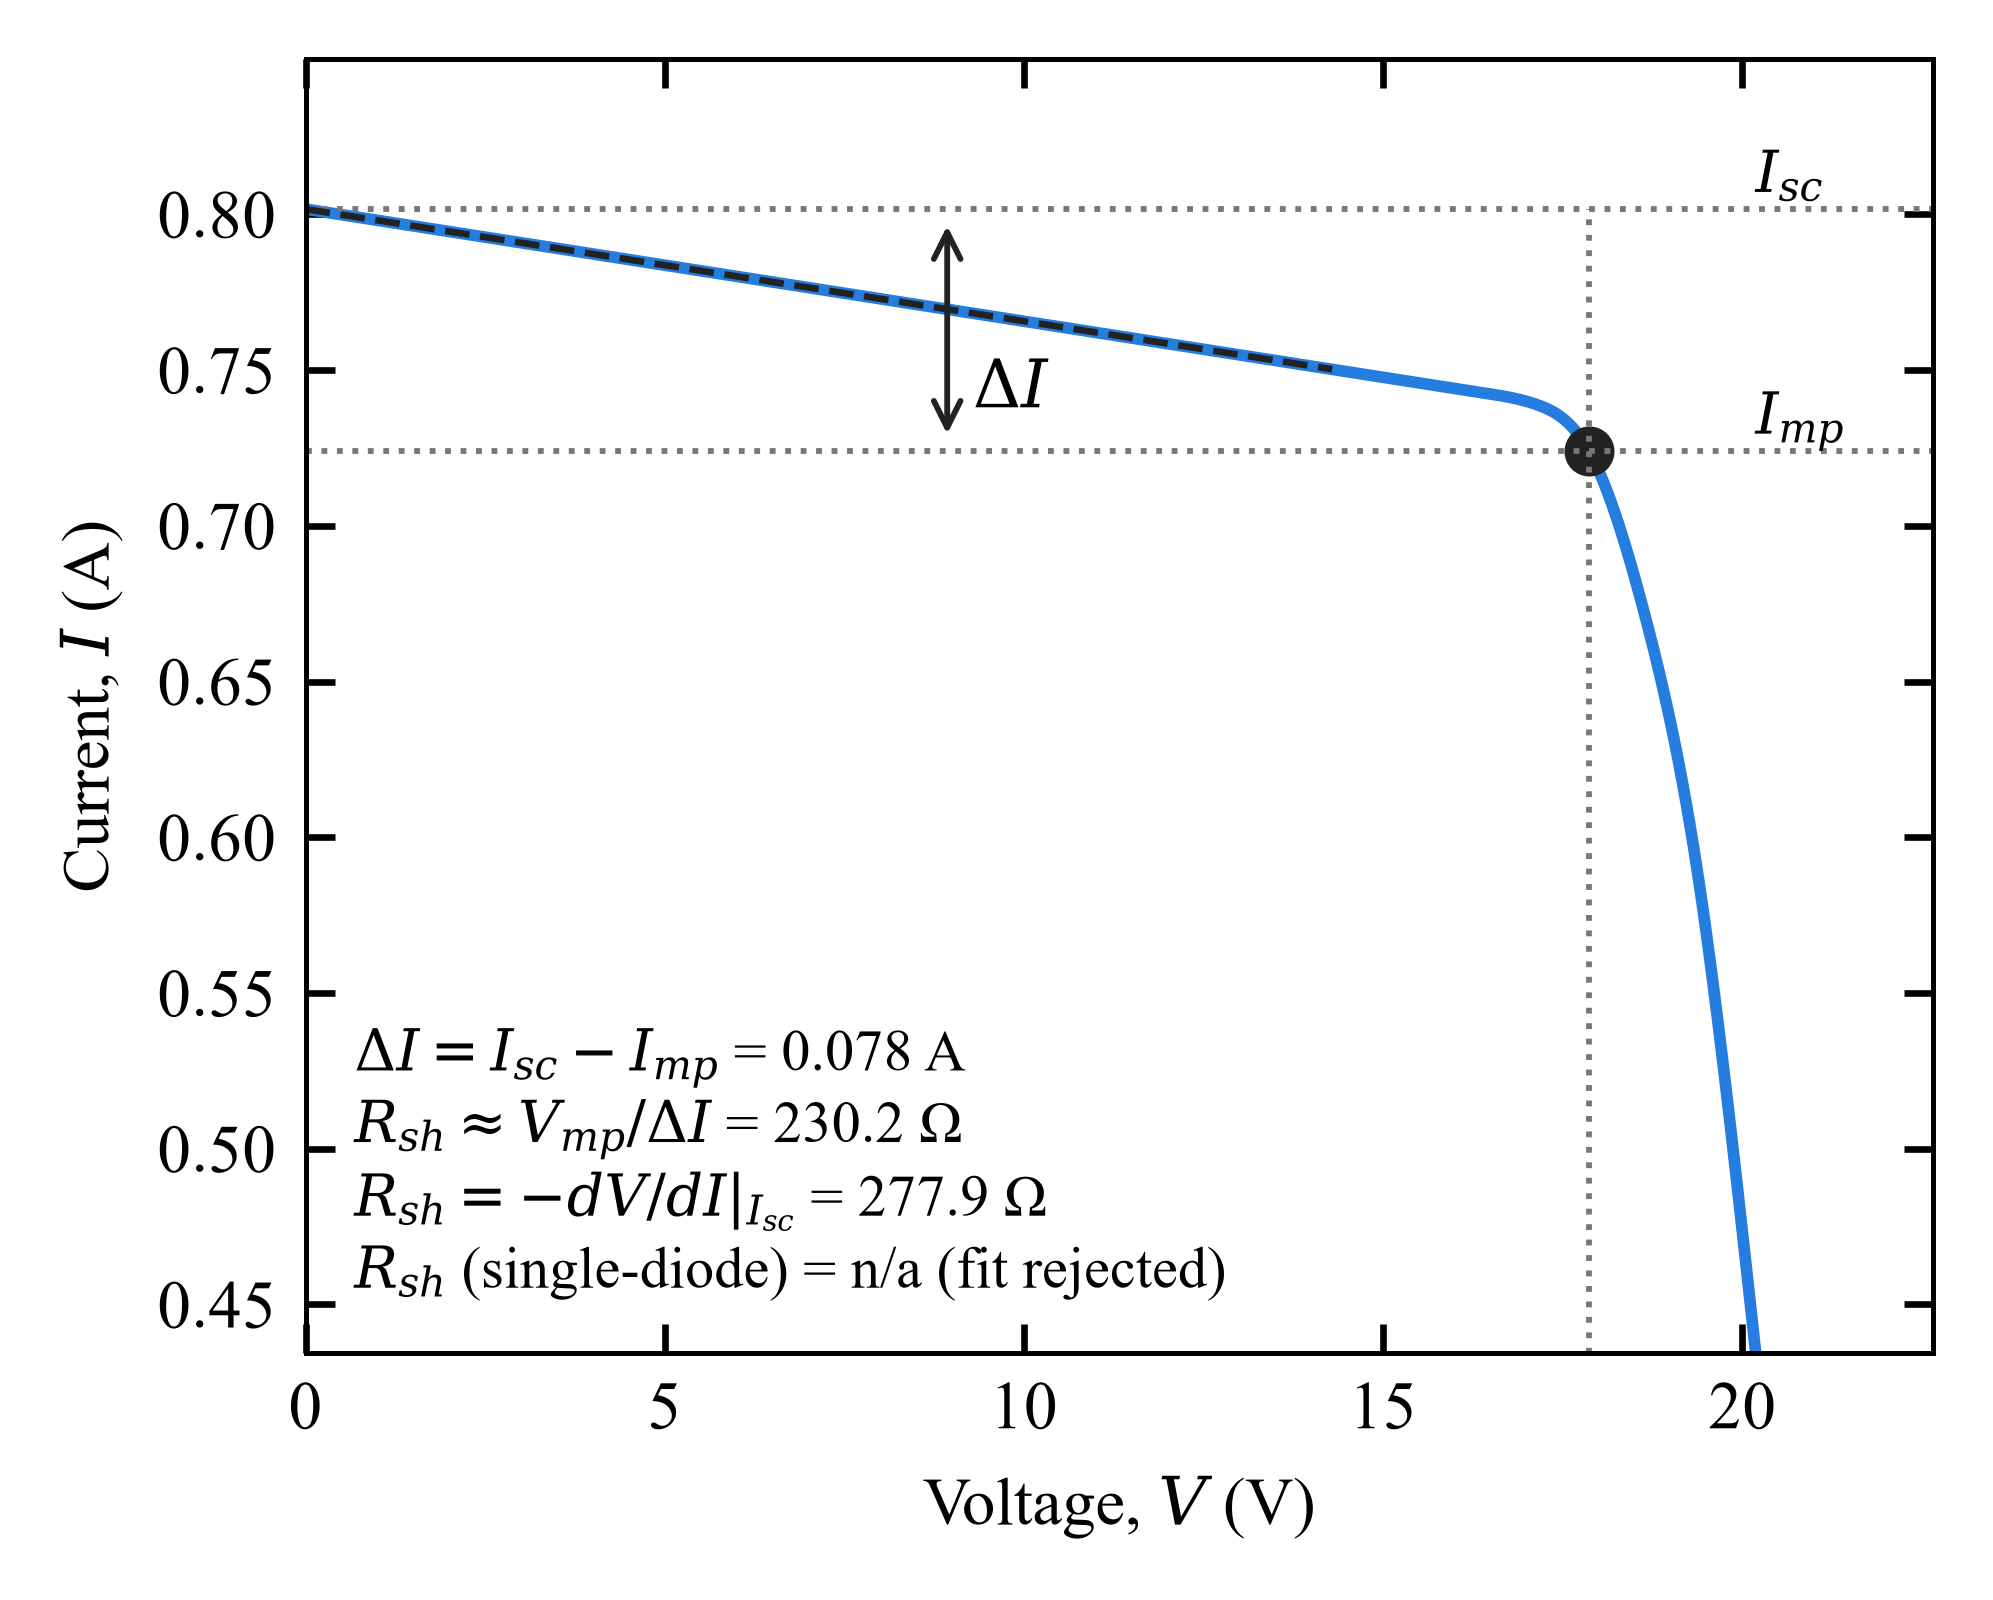 I_sc
0.80
0.75
ΔI
I_mp
0.70
0.65
0.60
0.55
0.50
0.45
Current, I (A)
ΔI = I_sc − I_mp = 0.078 A
R_sh ≈ V_mp/ΔI = 230.2 Ω
R_sh = −dV/dI|_I_sc = 277.9 Ω
R_sh (single-diode) = n/a (fit rejected)
0 5 10 15 20
Voltage, V (V)